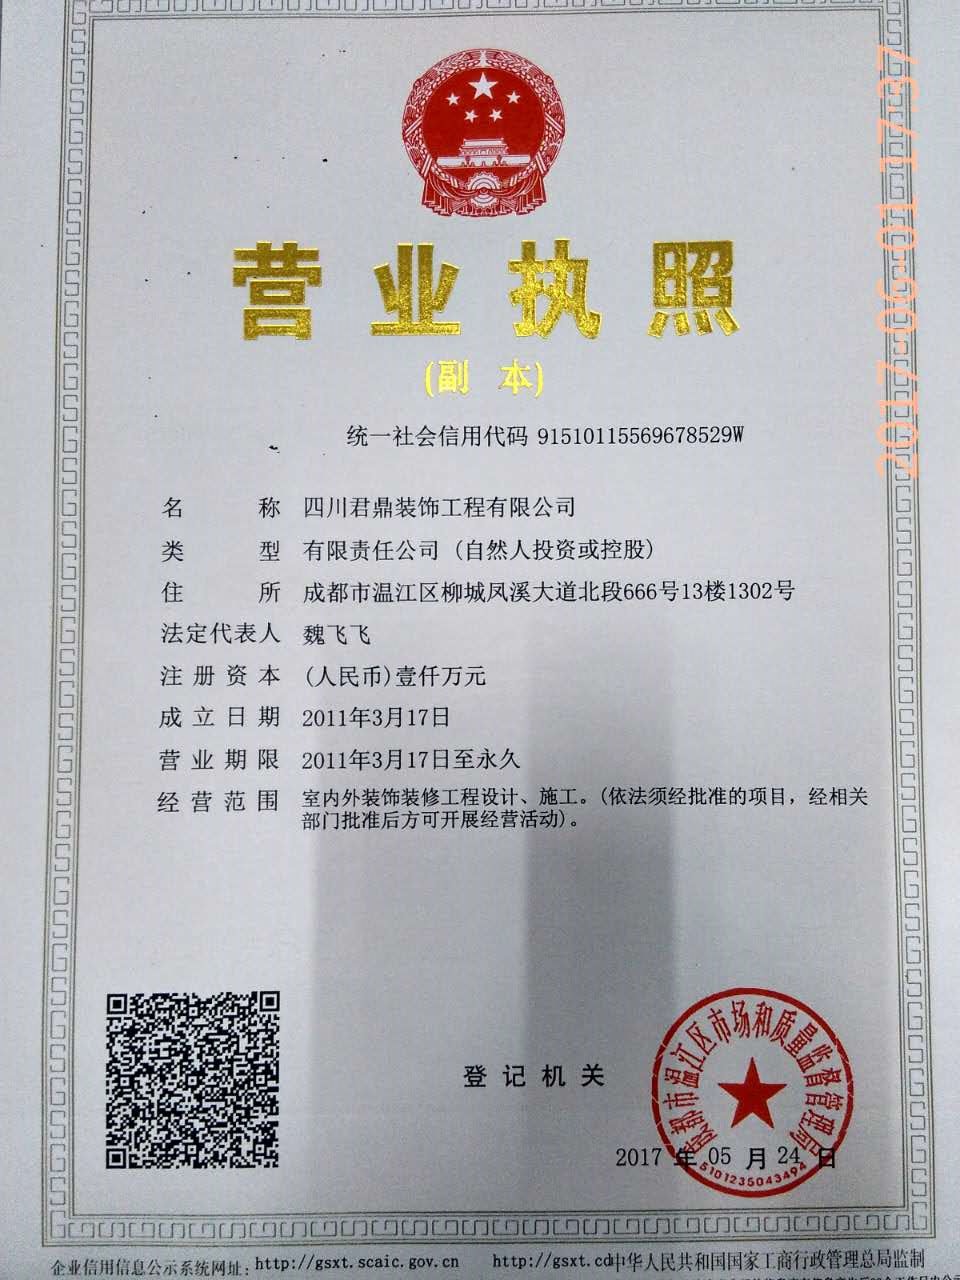 2017-06-01 17:37
营业执照
(副 本)
统一社会信用代码 91510115569678529W
名 称 四川君鼎装饰工程有限公司
类 型 有限责任公司 (自然人投资或控股)
住 所 成都市温江区柳城凤溪大道北段666号13楼1302号
法定代表人 魏飞飞
注 册 资 本 (人民币)壹仟万元
成 立 日 期 2011年3月17日
营 业 期 限 2011年3月17日至永久
经 营 范 围 室内外装饰装修工程设计、施工。(依法须经批准的项目，经相关
部门批准后方可开展经营活动)。
登 记 机 关
成都市温江区市场和质量监督管理局
2017 年 05 月 24 日
5101235043494
企业信用信息公示系统网址: http://gsxt.scaic.gov.cn http://gsxt.cd 中华人民共和国国家工商行政管理总局监制